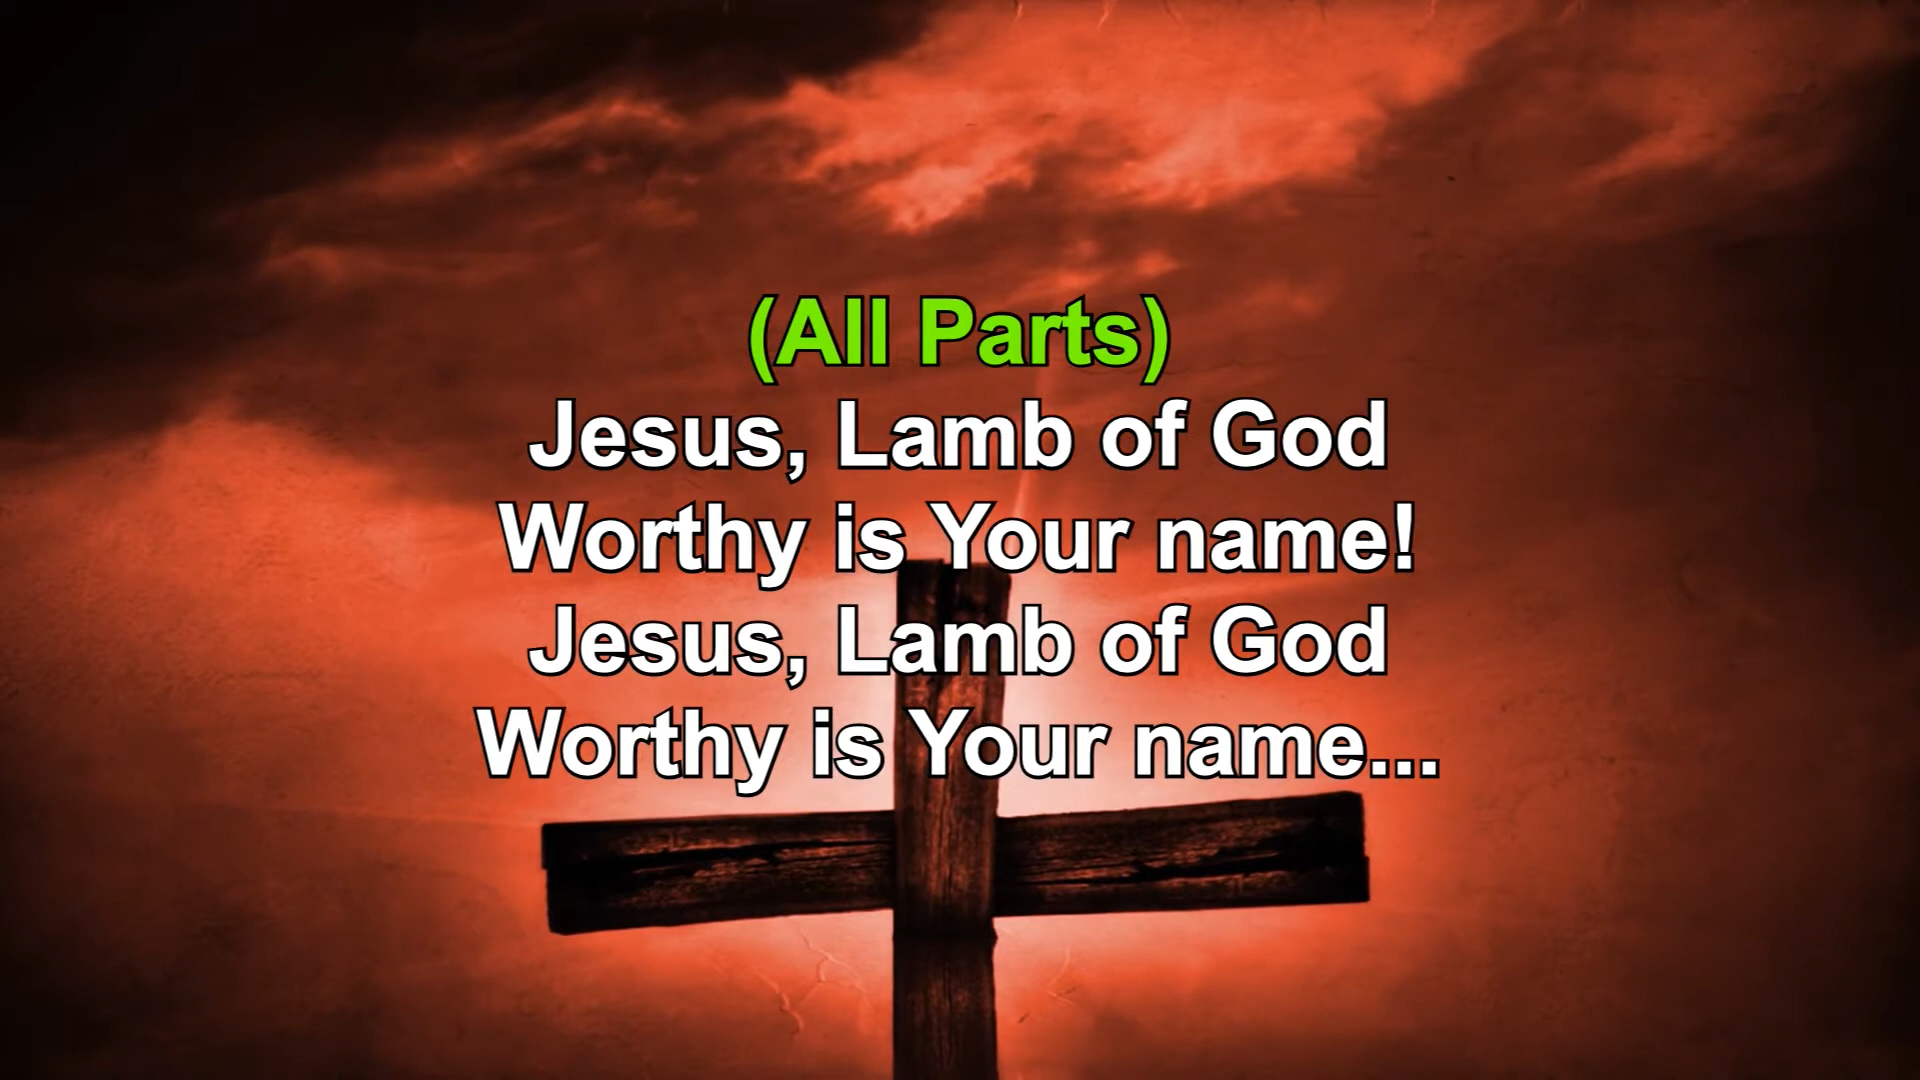 (All Parts)
Jesus, Lamb of God
Worthy is Your name!
Jesus, Lamb of God
Worthy is Your name...